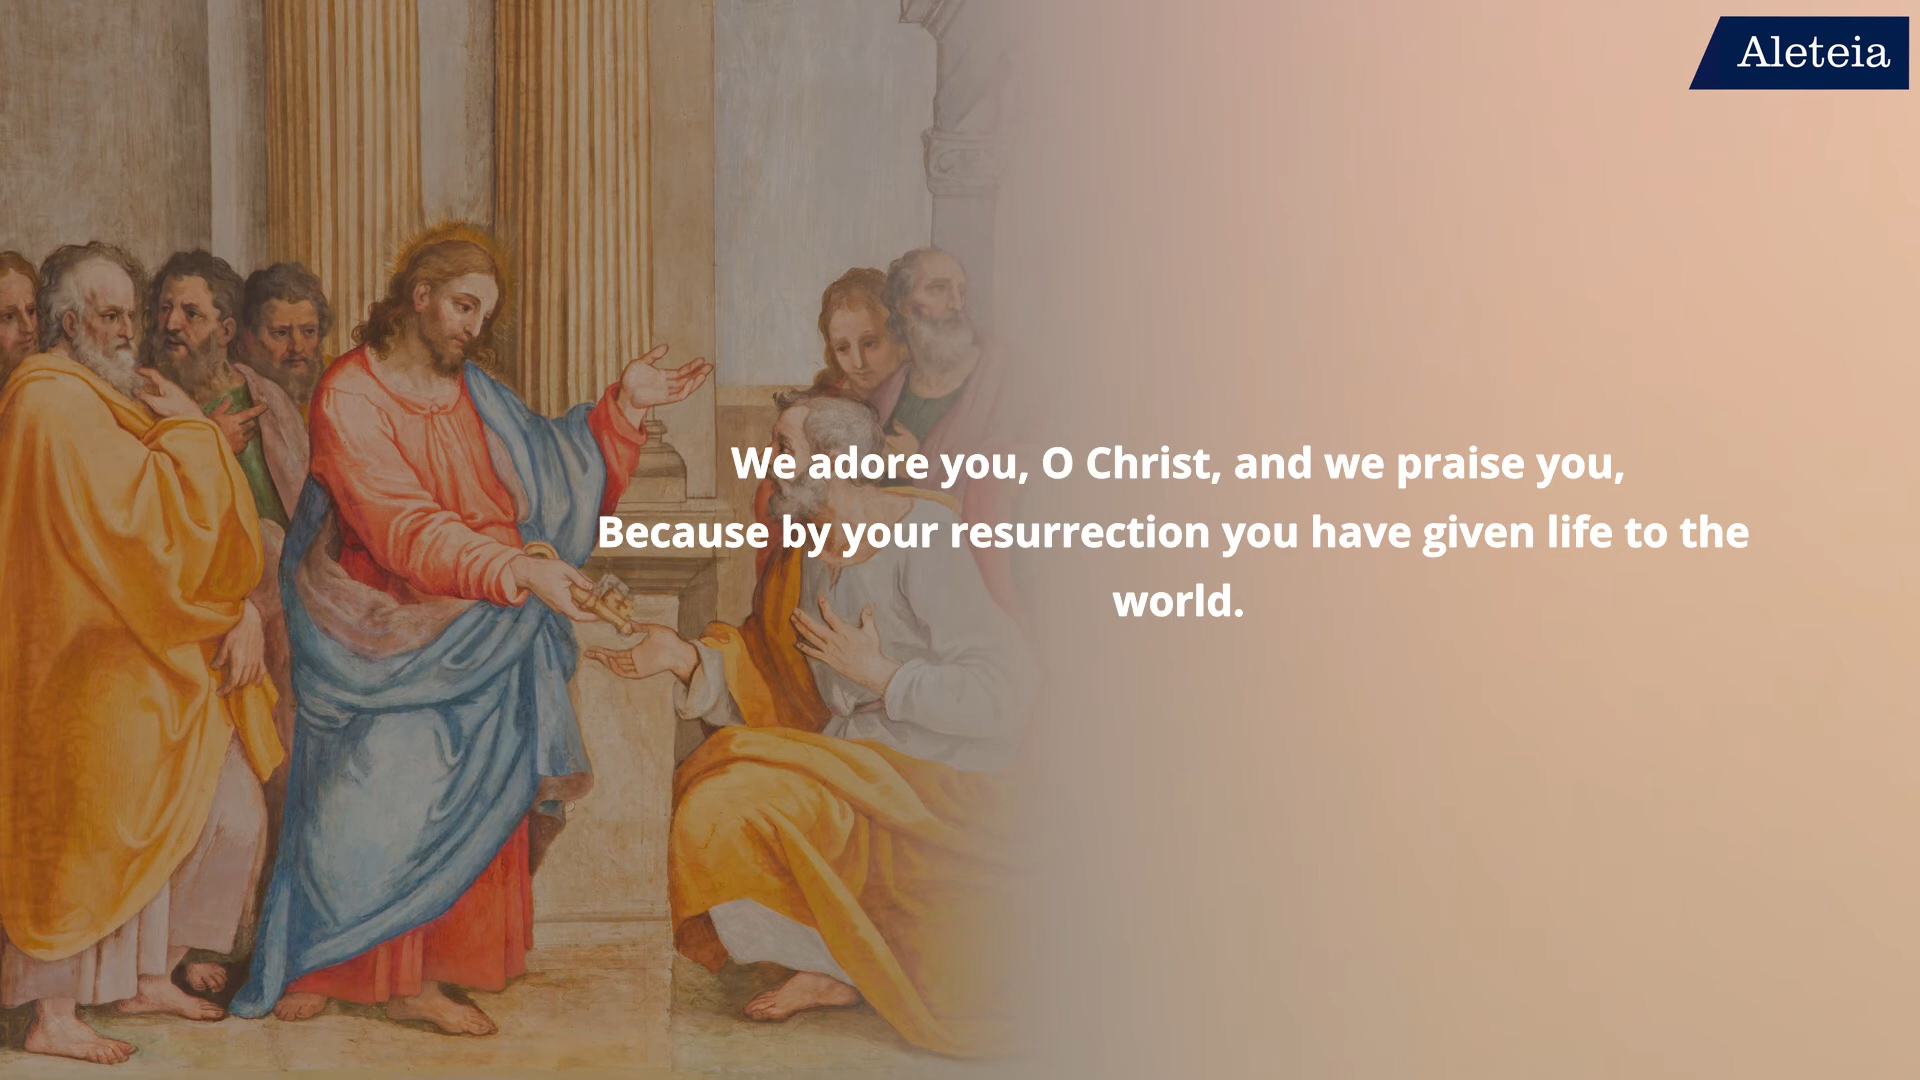 Aleteia
We adore you, O Christ, and we praise you,
Because by your resurrection you have given life to the
world.